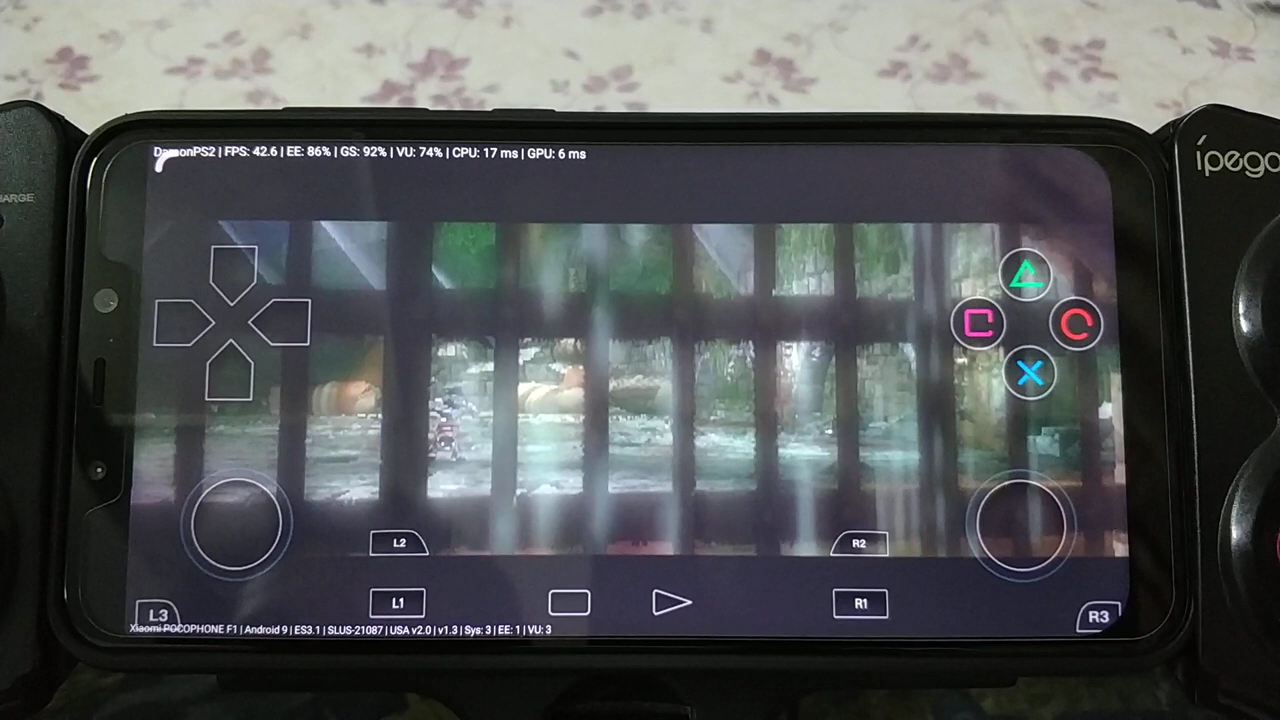 DamonPS2 | FPS: 42.6 | EE: 86% | GS: 92% | VU: 74% | CPU: 17 ms | GPU: 6 ms
HARGE
ípega
L2
R2
L1
R1
L3
R3
Xiaomi POCOPHONE F1 | Android 9 | ES3.1 | SLUS-21087 | USA v2.0 | v1.3 | Sys: 3 | EE: 1 | VU: 3